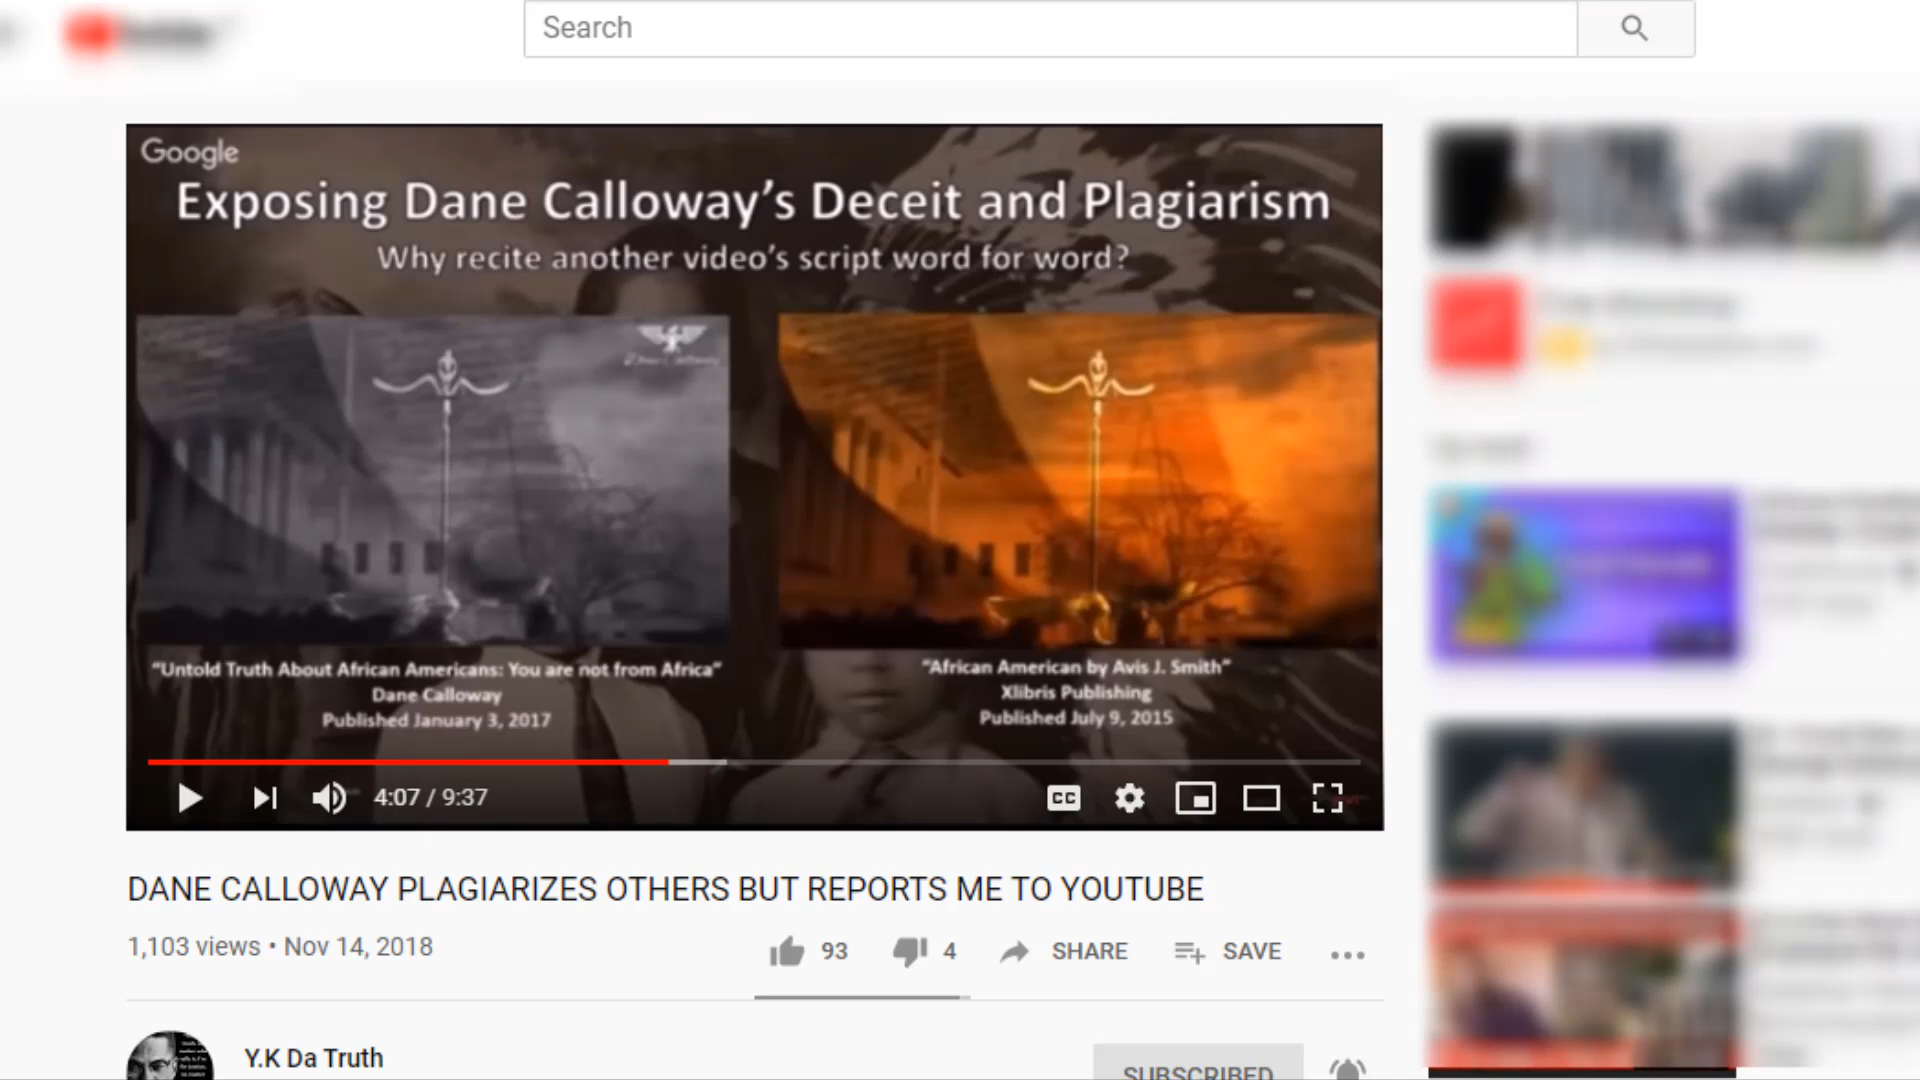 Search
Google
Exposing Dane Calloway's Deceit and Plagiarism
Why recite another video's script word for word?
"Untold Truth About African Americans: You are not from Africa"
Dane Calloway
Published January 3, 2017
"African American by Avis J. Smith"
Xlibris Publishing
Published July 9, 2015
4:07 / 9:37
CC
DANE CALLOWAY PLAGIARIZES OTHERS BUT REPORTS ME TO YOUTUBE
1,103 views • Nov 14, 2018
93
4
SHARE
SAVE
Y.K Da Truth
SUBSCRIBED